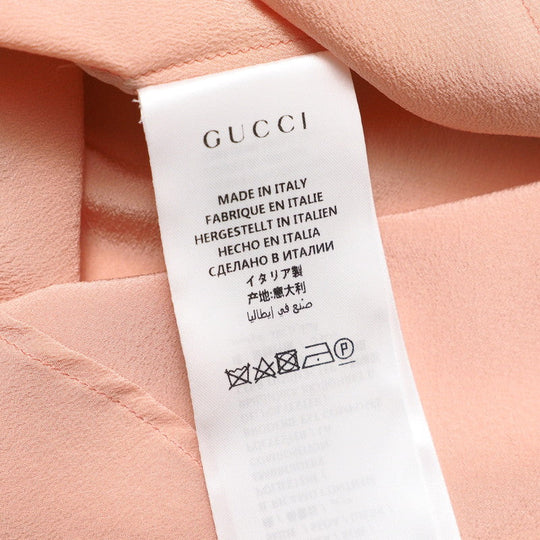 GUCCI
MADE IN ITALY
FABRIQUE EN ITALIE
HERGESTELLT IN ITALIEN
HECHO EN ITALIA
СДЕЛАНО В ИТАЛИИ
イタリア製
产地:意大利
صنع في إيطاليا
P